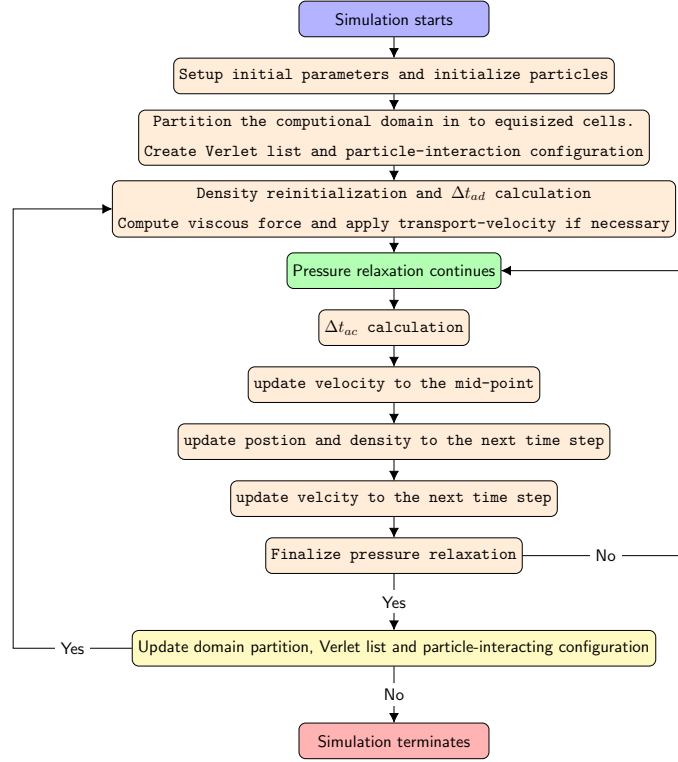 Simulation starts
Setup initial parameters and initialize particles
Partition the computional domain in to equisized cells.
Create Verlet list and particle-interaction configuration
Density reinitialization and Δt_ad calculation
Compute viscous force and apply transport-velocity if necessary
Pressure relaxation continues
Δt_ac calculation
update velocity to the mid-point
update postion and density to the next time step
update velcity to the next time step
Finalize pressure relaxation
No
Yes
Yes
Update domain partition, Verlet list and particle-interacting configuration
No
Simulation terminates